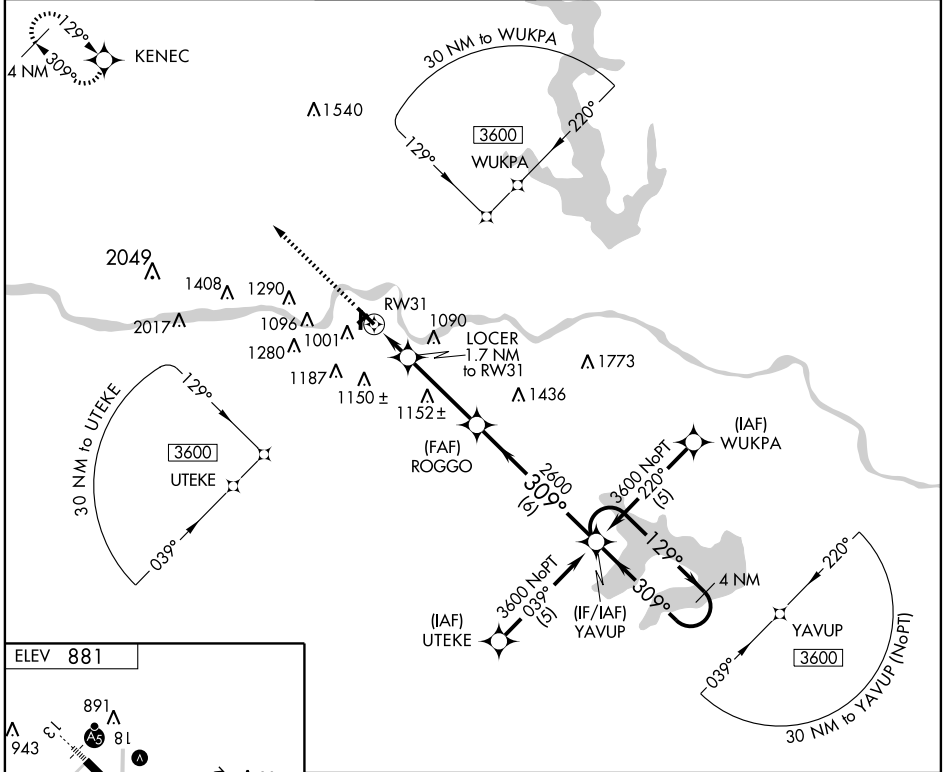 129°
309°
4 NM
KENEC
30 NM to WUKPA
3600
WUKPA
129°
220°
1540
2049
1408
1290
2017
1096
1280
1001
1187
1150 ±
1152 ±
RW31
1090
LOCER
1.7 NM
to RW31
1773
1436
30 NM to UTEKE
129°
3600
UTEKE
039°
(FAF)
ROGGO
2600
309°
(6)
(IAF)
WUKPA
3600 NoPT
220°
(5)
129°
309°
4 NM
3600 NoPT
039°
(5)
(IAF)
UTEKE
(IF/IAF)
YAVUP
220°
YAVUP
3600
039°
30 NM to YAVUP (NoPT)
ELEV 881
891
943
13
A5
18
V